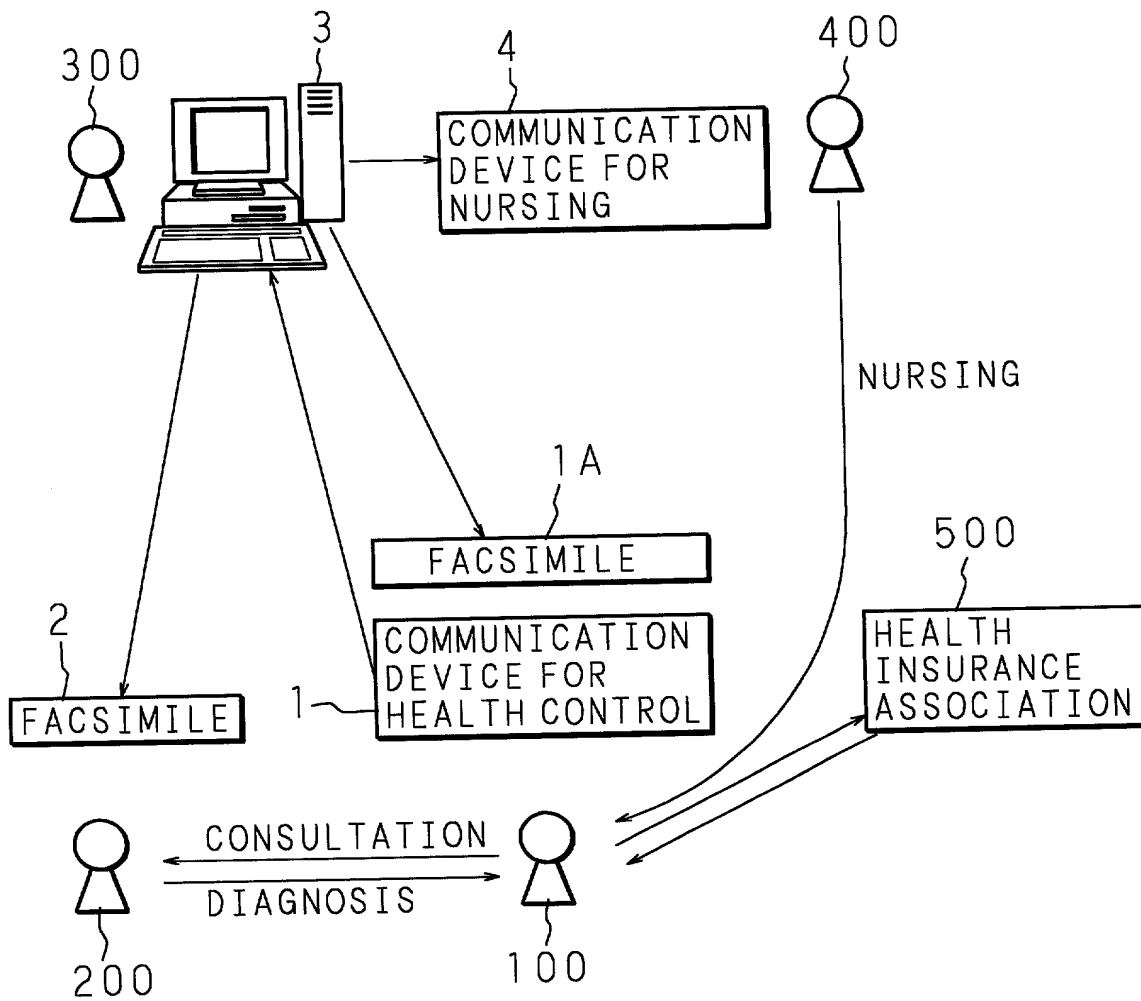 3
4
400
300
COMMUNICATION
DEVICE FOR
NURSING
NURSING
1A
500
FACSIMILE
2
COMMUNICATION
DEVICE FOR
HEALTH CONTROL
1
HEALTH
INSURANCE
ASSOCIATION
FACSIMILE
CONSULTATION
DIAGNOSIS
200
100